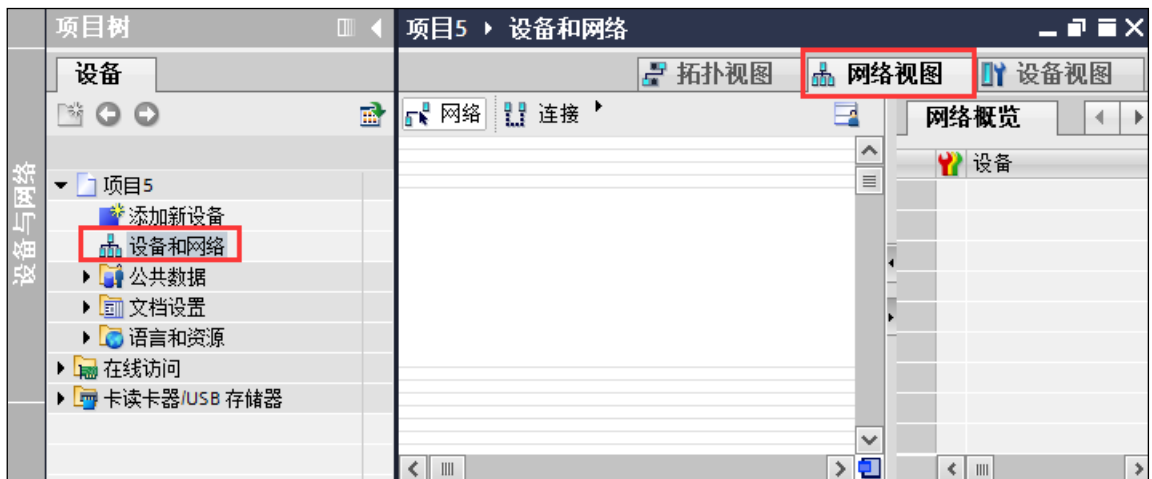 项目树
项目5 设备和网络
设备
拓扑视图 网络视图 设备视图
网络 连接
网络概览
设备
设备与网络
项目5
添加新设备
设备和网络
公共数据
文档设置
语言和资源
在线访问
卡读卡器/USB 存储器